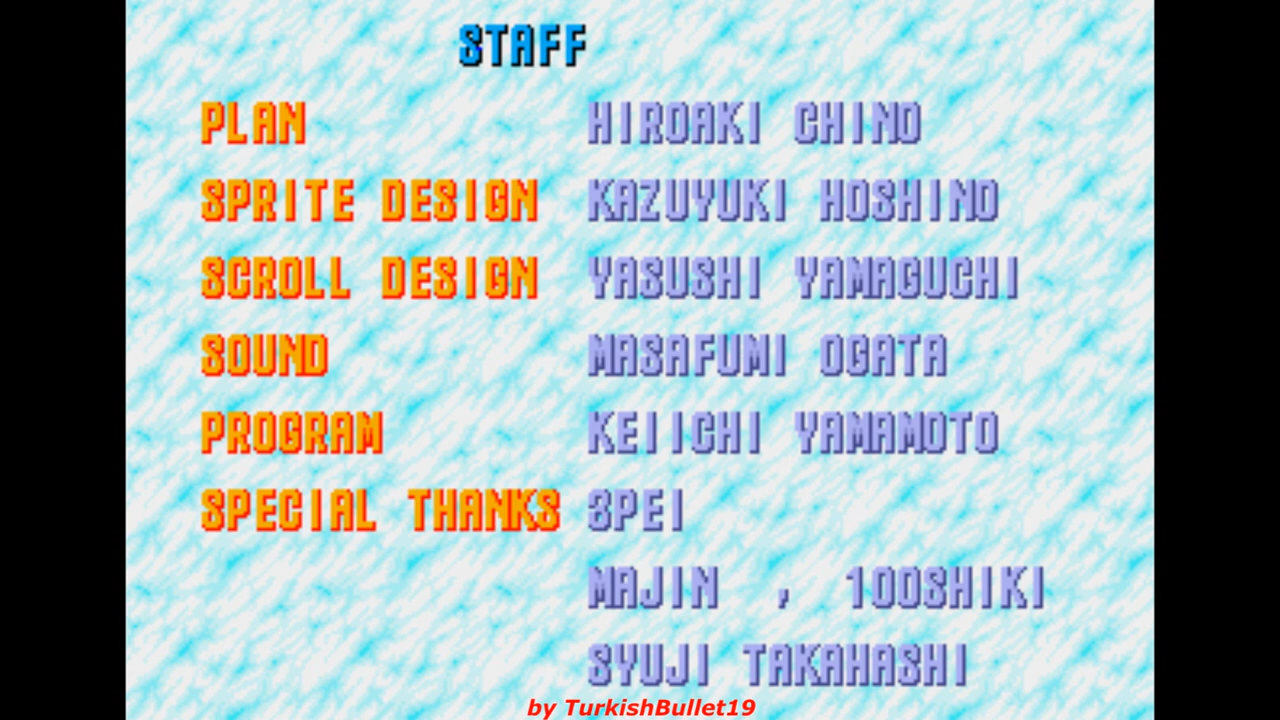 STAFF
PLAN HIROAKI CHINO
SPRITE DESIGN KAZUYUKI HOSHINO
SCROLL DESIGN YASUSHI YAMAGUCHI
SOUND MASAFUMI OGATA
PROGRAM KEIICHI YAMAMOTO
SPECIAL THANKS 3PEI
MAJIN , 100SHIKI
SYUJI TAKAHASHI
by TurkishBullet19